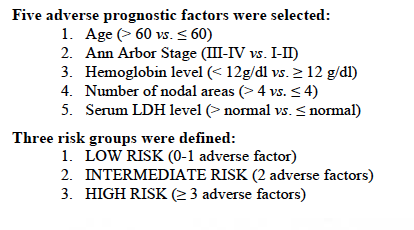 Five adverse prognostic factors were selected:
1. Age (> 60 vs. ≤ 60)
2. Ann Arbor Stage (III-IV vs. I-II)
3. Hemoglobin level (< 12g/dl vs. ≥ 12 g/dl)
4. Number of nodal areas (> 4 vs. ≤ 4)
5. Serum LDH level (> normal vs. ≤ normal)
Three risk groups were defined:
1. LOW RISK (0-1 adverse factor)
2. INTERMEDIATE RISK (2 adverse factors)
3. HIGH RISK (≥ 3 adverse factors)